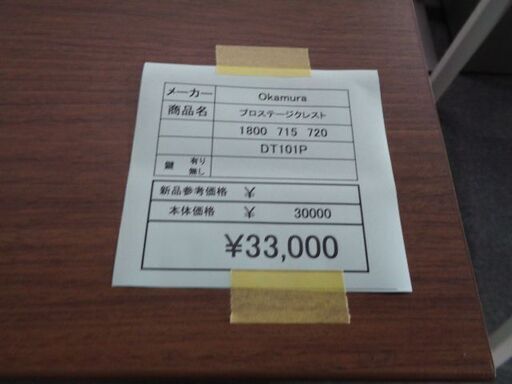 メーカー Okamura
商品名 プロステージクレスト
1800 715 720
DT101P
鍵 有り 無し
新品参考価格 ¥
本体価格 ¥ 30000
¥33,000